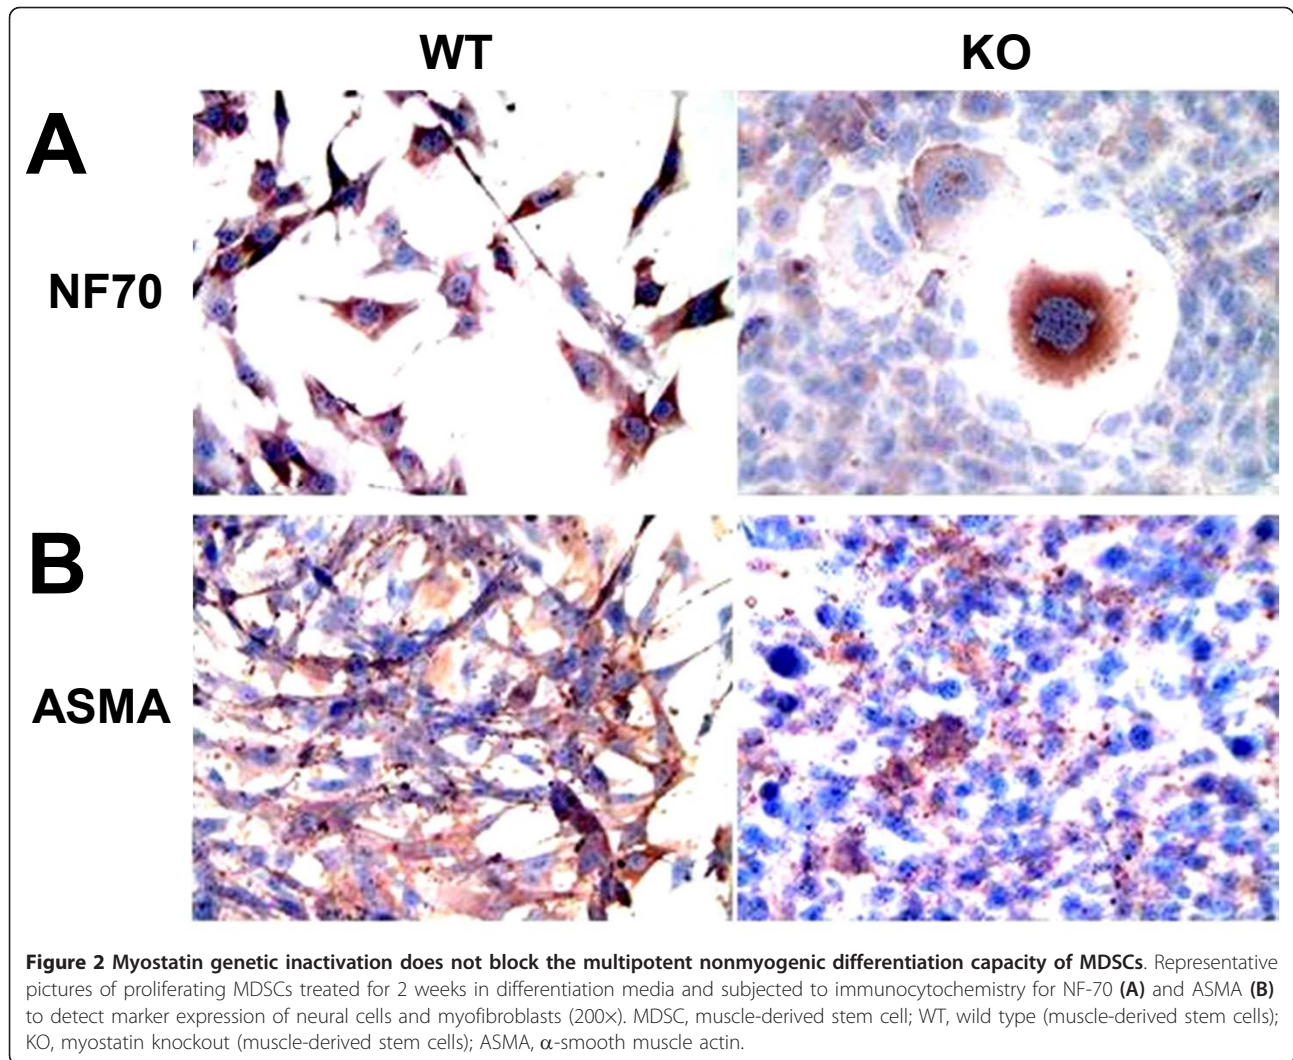 WT KO
A
NF70
B
ASMA
Figure 2 Myostatin genetic inactivation does not block the multipotent nonmyogenic differentiation capacity of MDSCs. Representative
pictures of proliferating MDSCs treated for 2 weeks in differentiation media and subjected to immunocytochemistry for NF-70 (A) and ASMA (B)
to detect marker expression of neural cells and myofibroblasts (200×). MDSC, muscle-derived stem cell; WT, wild type (muscle-derived stem cells);
KO, myostatin knockout (muscle-derived stem cells); ASMA, α-smooth muscle actin.